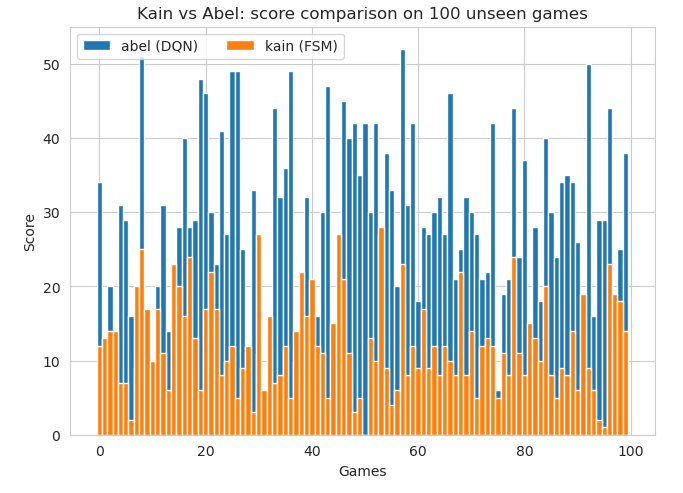 Kain vs Abel: score comparison on 100 unseen games
abel (DQN) kain (FSM)
50
40
30
20
10
0
Score
0 20 40 60 80 100
Games